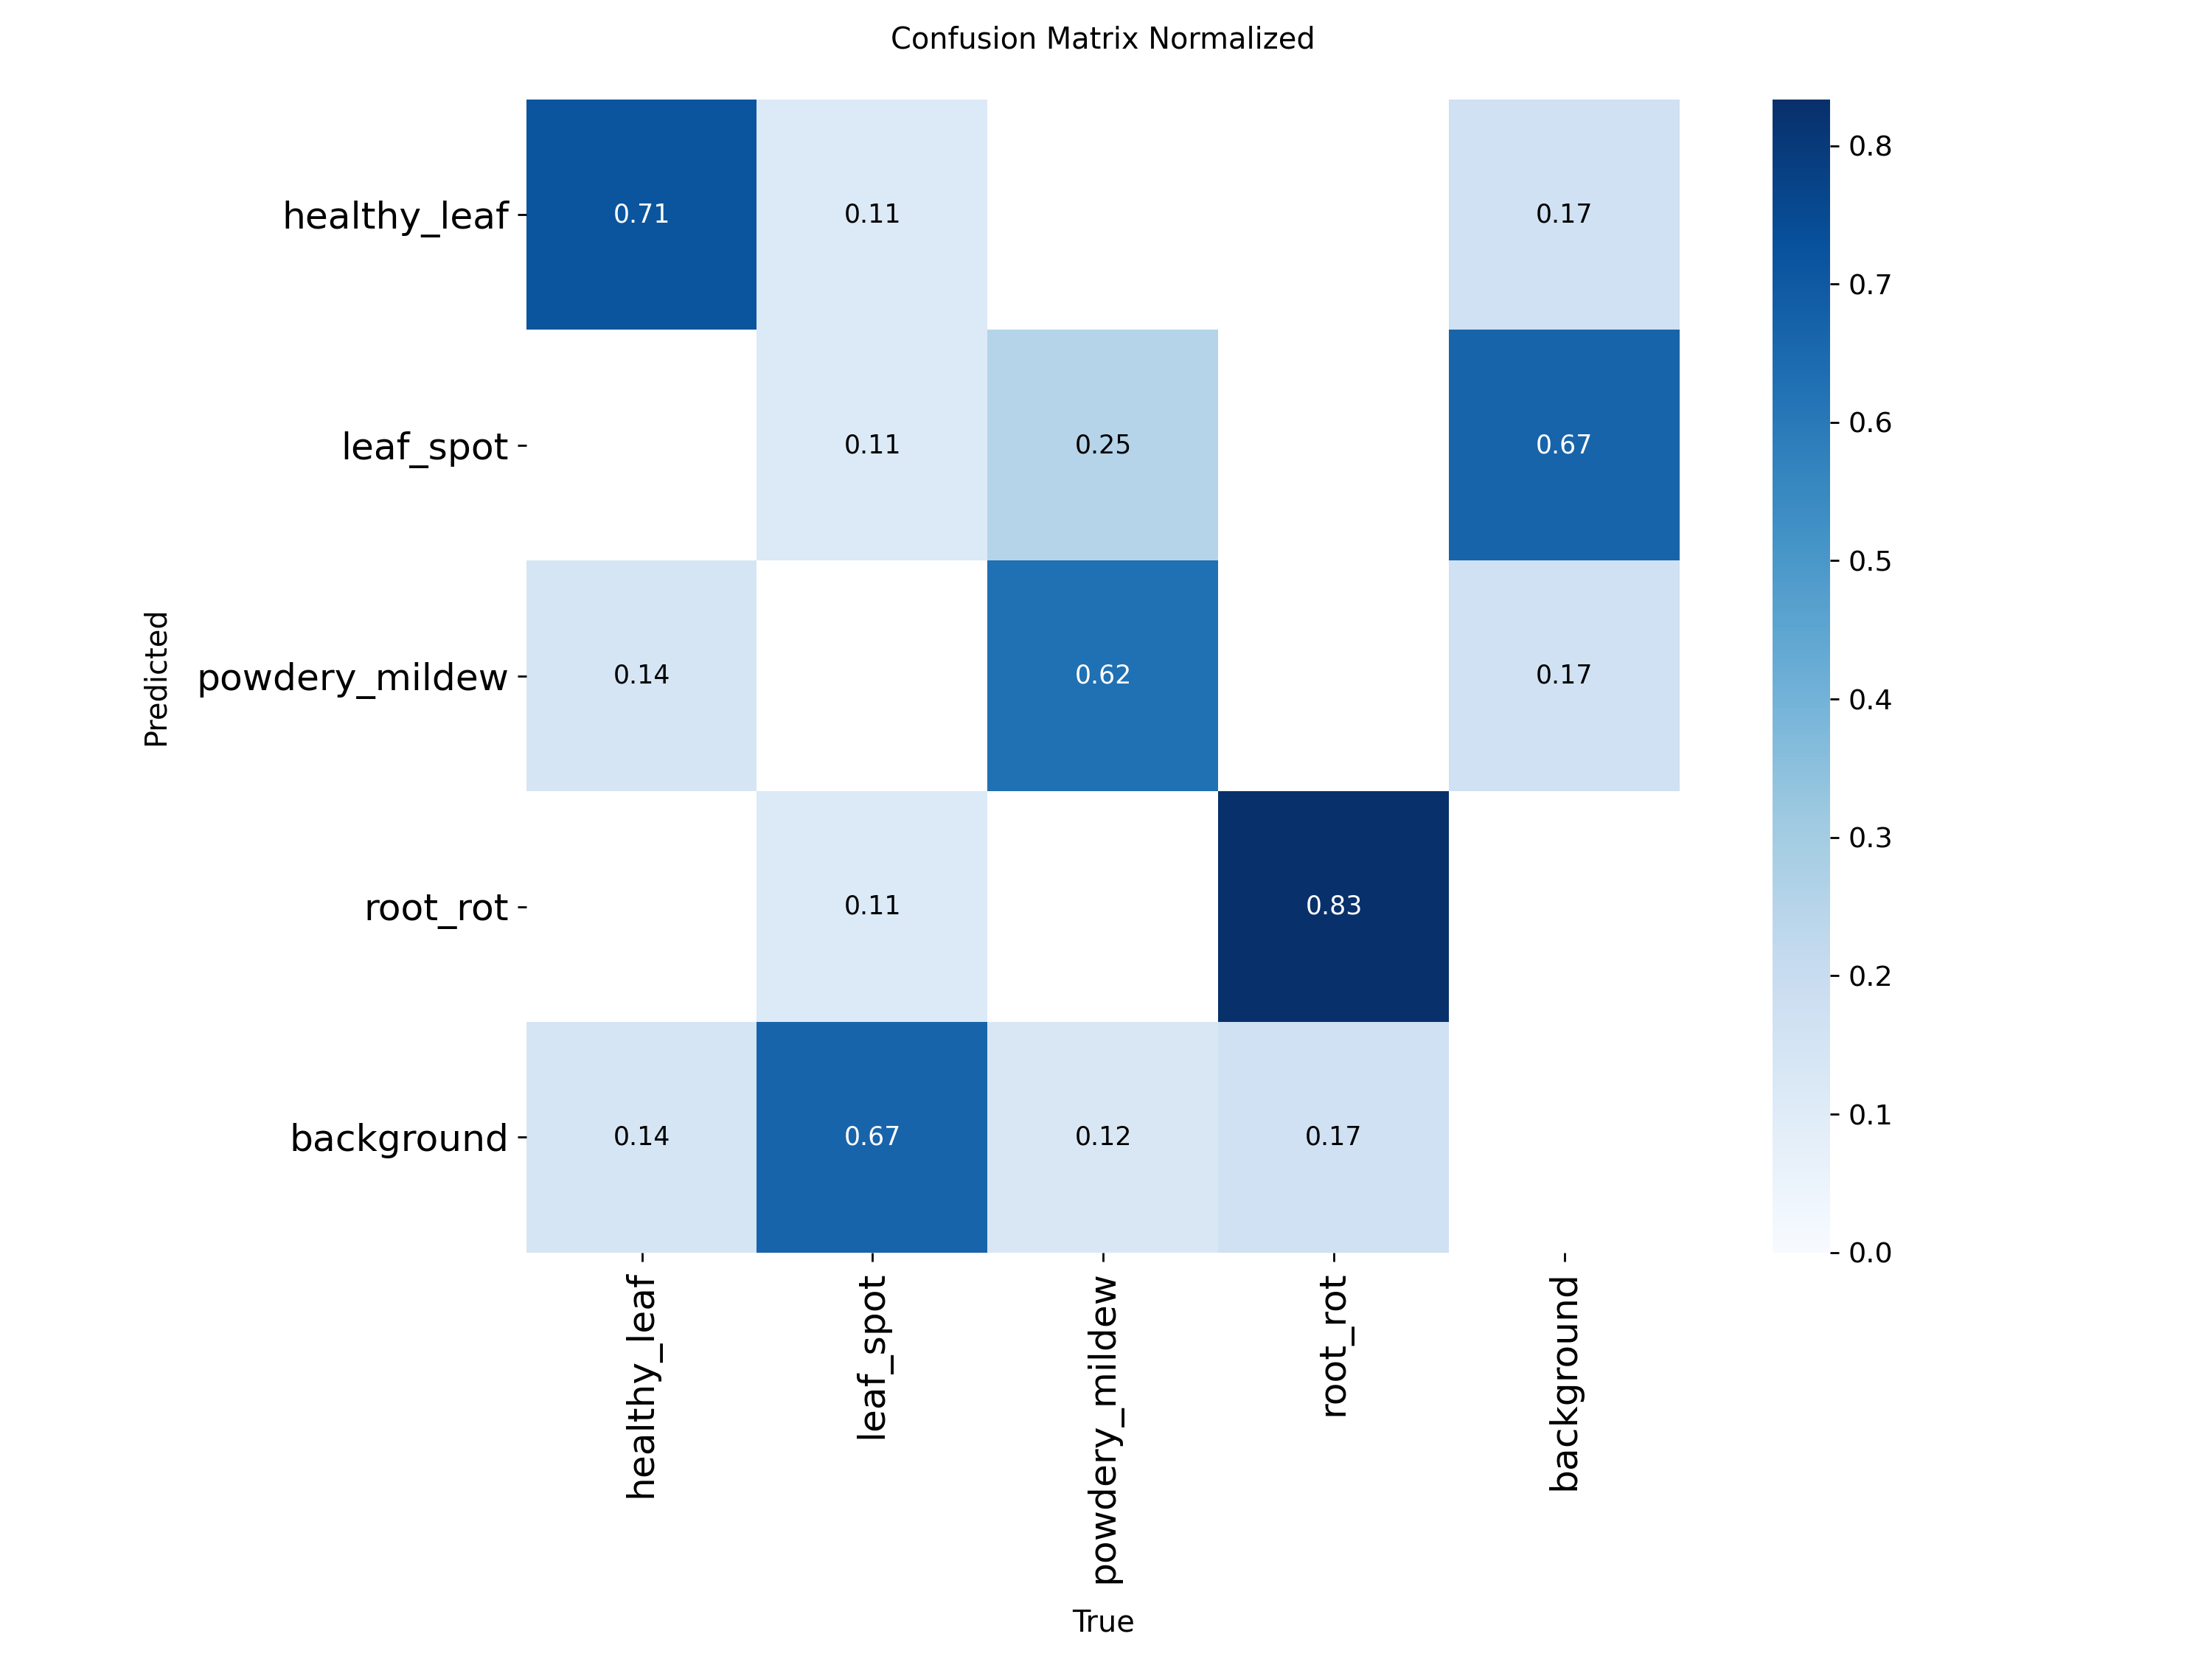 Confusion Matrix Normalized
healthy_leaf
0.71
0.11
0.17
leaf_spot
0.11
0.25
0.67
powdery_mildew
0.14
0.62
0.17
root_rot
0.11
0.83
background
0.14
0.67
0.12
0.17
Predicted
healthy_leaf
leaf_spot
powdery_mildew
root_rot
background
True
0.8
0.7
0.6
0.5
0.4
0.3
0.2
0.1
0.0